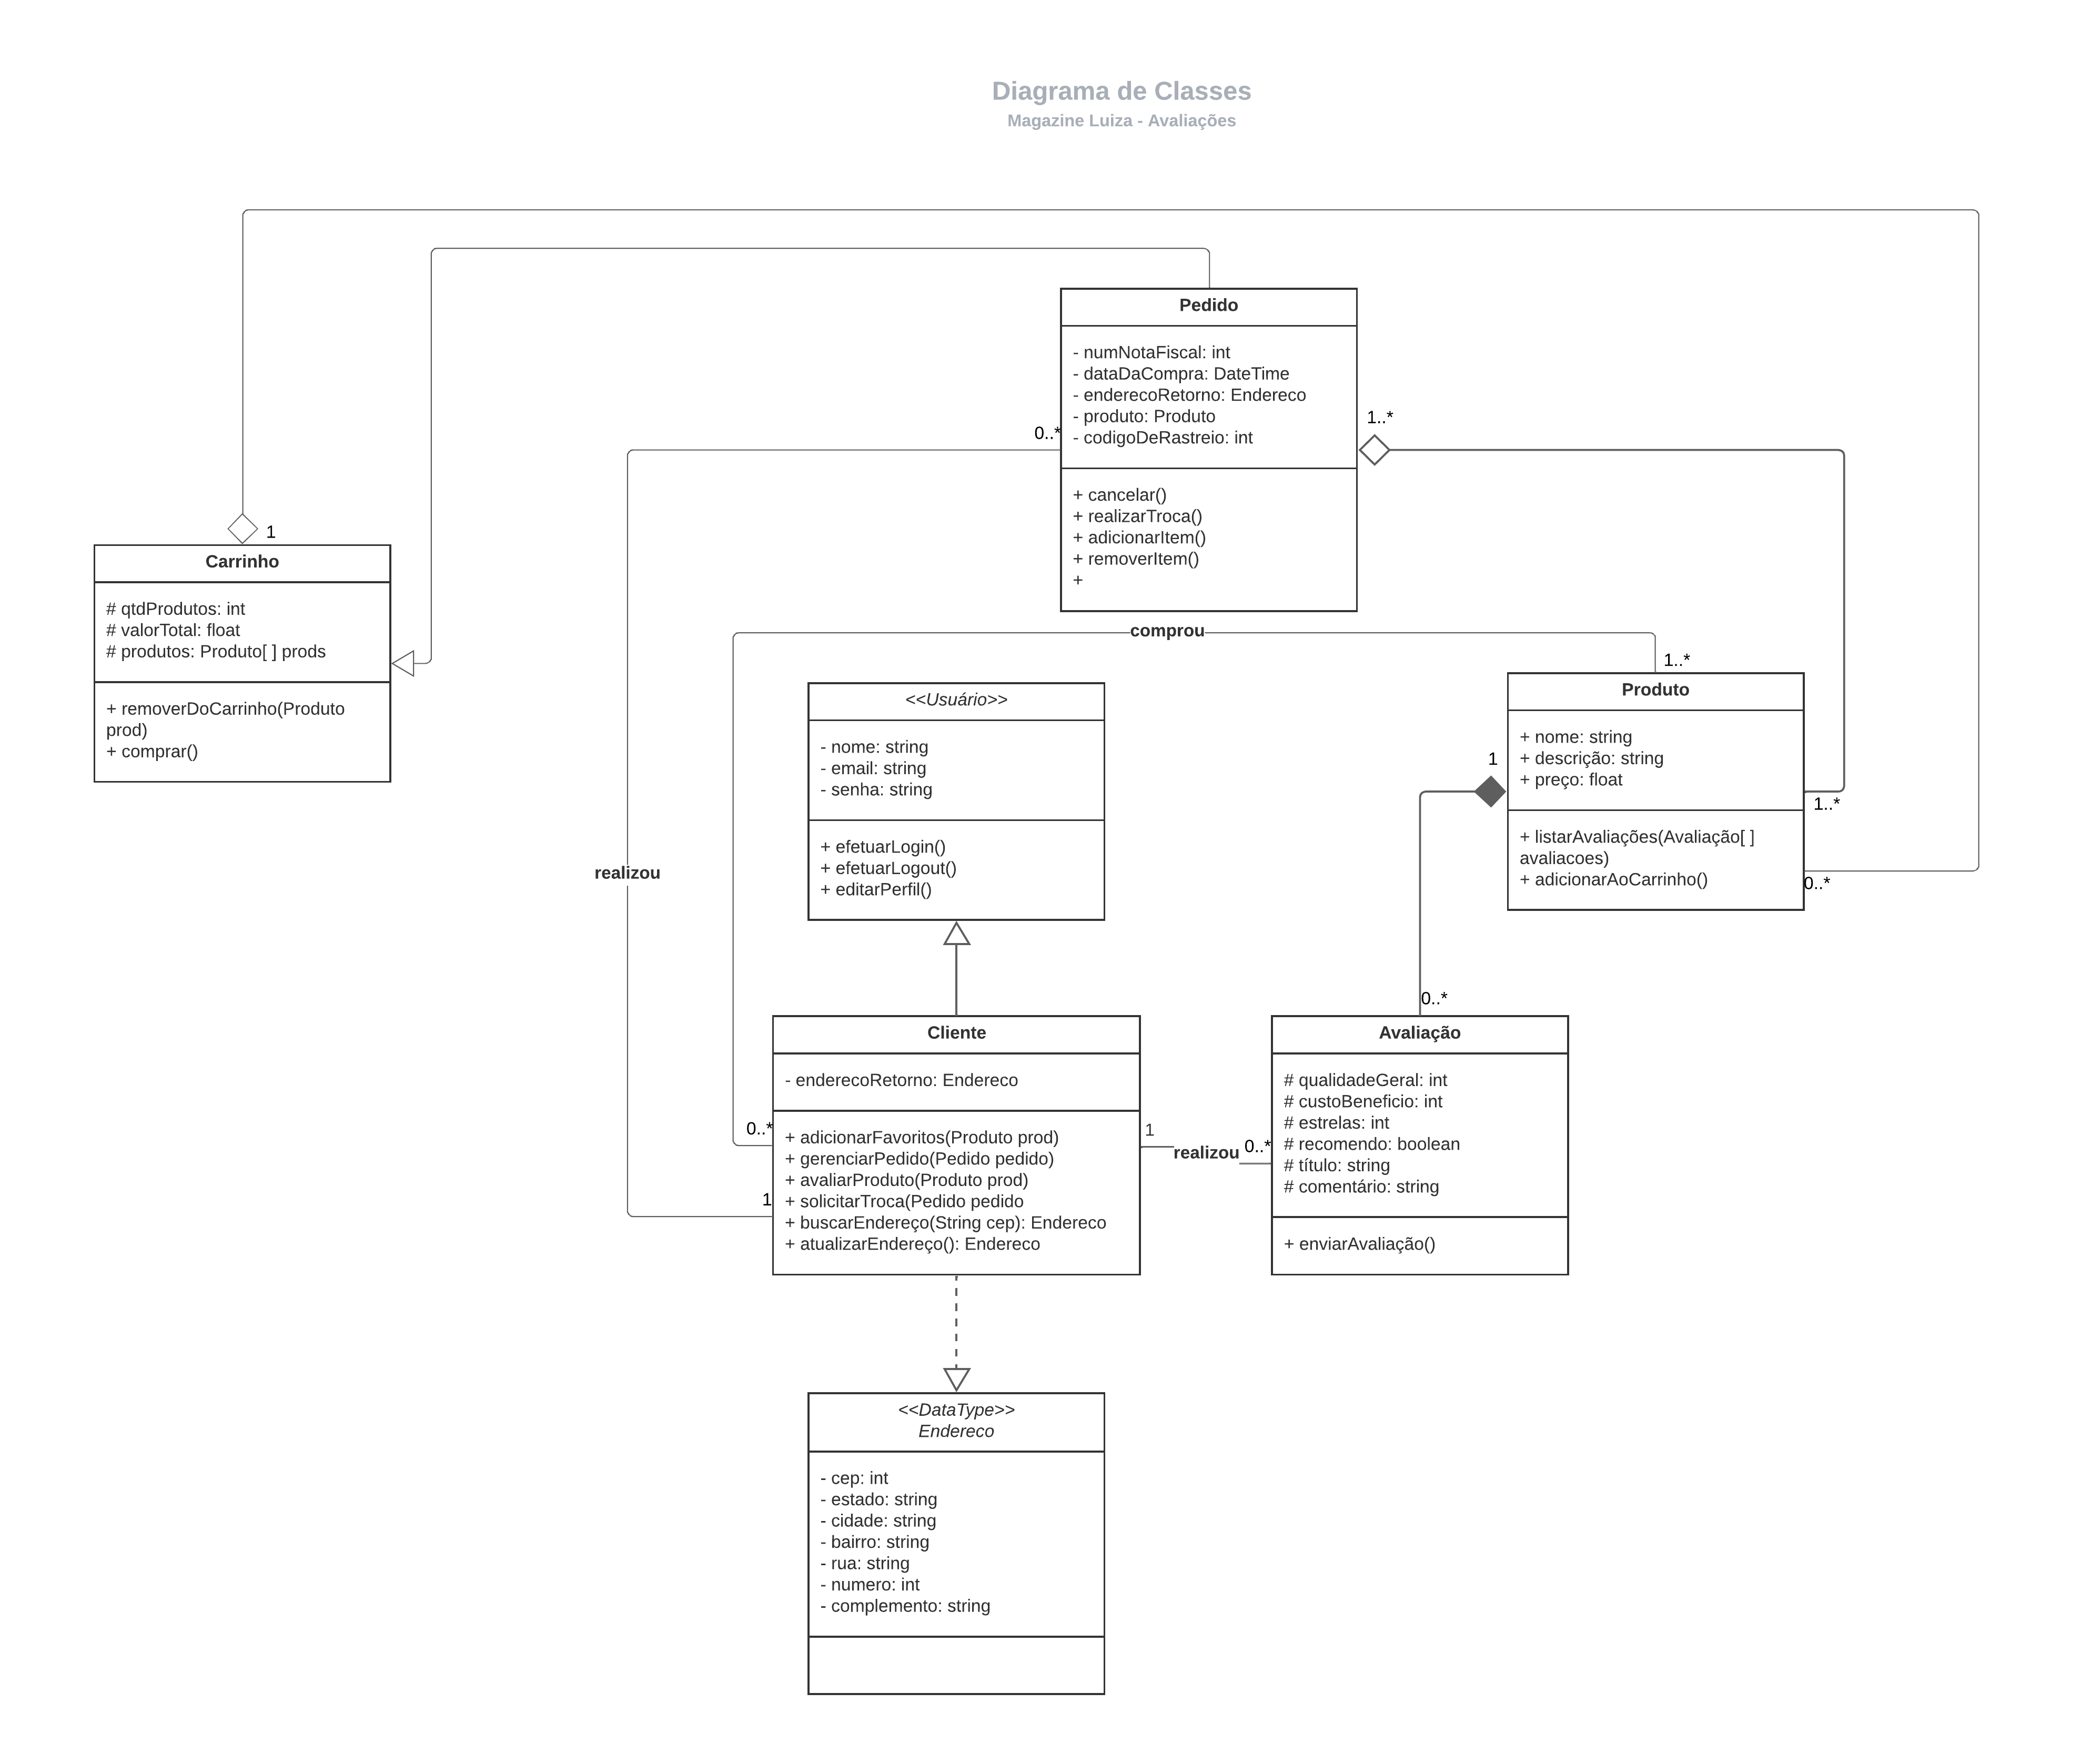 Diagrama de Classes
Magazine Luiza - Avaliações
Pedido
- numNotaFiscal: int
- dataDaCompra: DateTime
- enderecoRetorno: Endereco
- produto: Produto
- codigoDeRastreio: int
+ cancelar()
+ realizarTroca()
+ adicionarItem()
+ removerItem()
+
0..*
1..*
1
Carrinho
# qtdProdutos: int
# valorTotal: float
# produtos: Produto[ ] prods
+ removerDoCarrinho(Produto
prod)
+ comprar()
comprou
1..*
<<Usuário>>
- nome: string
- email: string
- senha: string
+ efetuarLogin()
+ efetuarLogout()
+ editarPerfil()
Produto
+ nome: string
+ descrição: string
+ preço: float
+ listarAvaliações(Avaliação[ ]
avaliacoes)
+ adicionarAoCarrinho()
1
1..*
0..*
realizou
0..*
Cliente
- enderecoRetorno: Endereco
+ adicionarFavoritos(Produto prod)
+ gerenciarPedido(Pedido pedido)
+ avaliarProduto(Produto prod)
+ solicitarTroca(Pedido pedido
+ buscarEndereço(String cep): Endereco
+ atualizarEndereço(): Endereco
0..*
1
1
realizou
0..*
Avaliação
# qualidadeGeral: int
# custoBeneficio: int
# estrelas: int
# recomendo: boolean
# título: string
# comentário: string
+ enviarAvaliação()
<<DataType>>
Endereco
- cep: int
- estado: string
- cidade: string
- bairro: string
- rua: string
- numero: int
- complemento: string